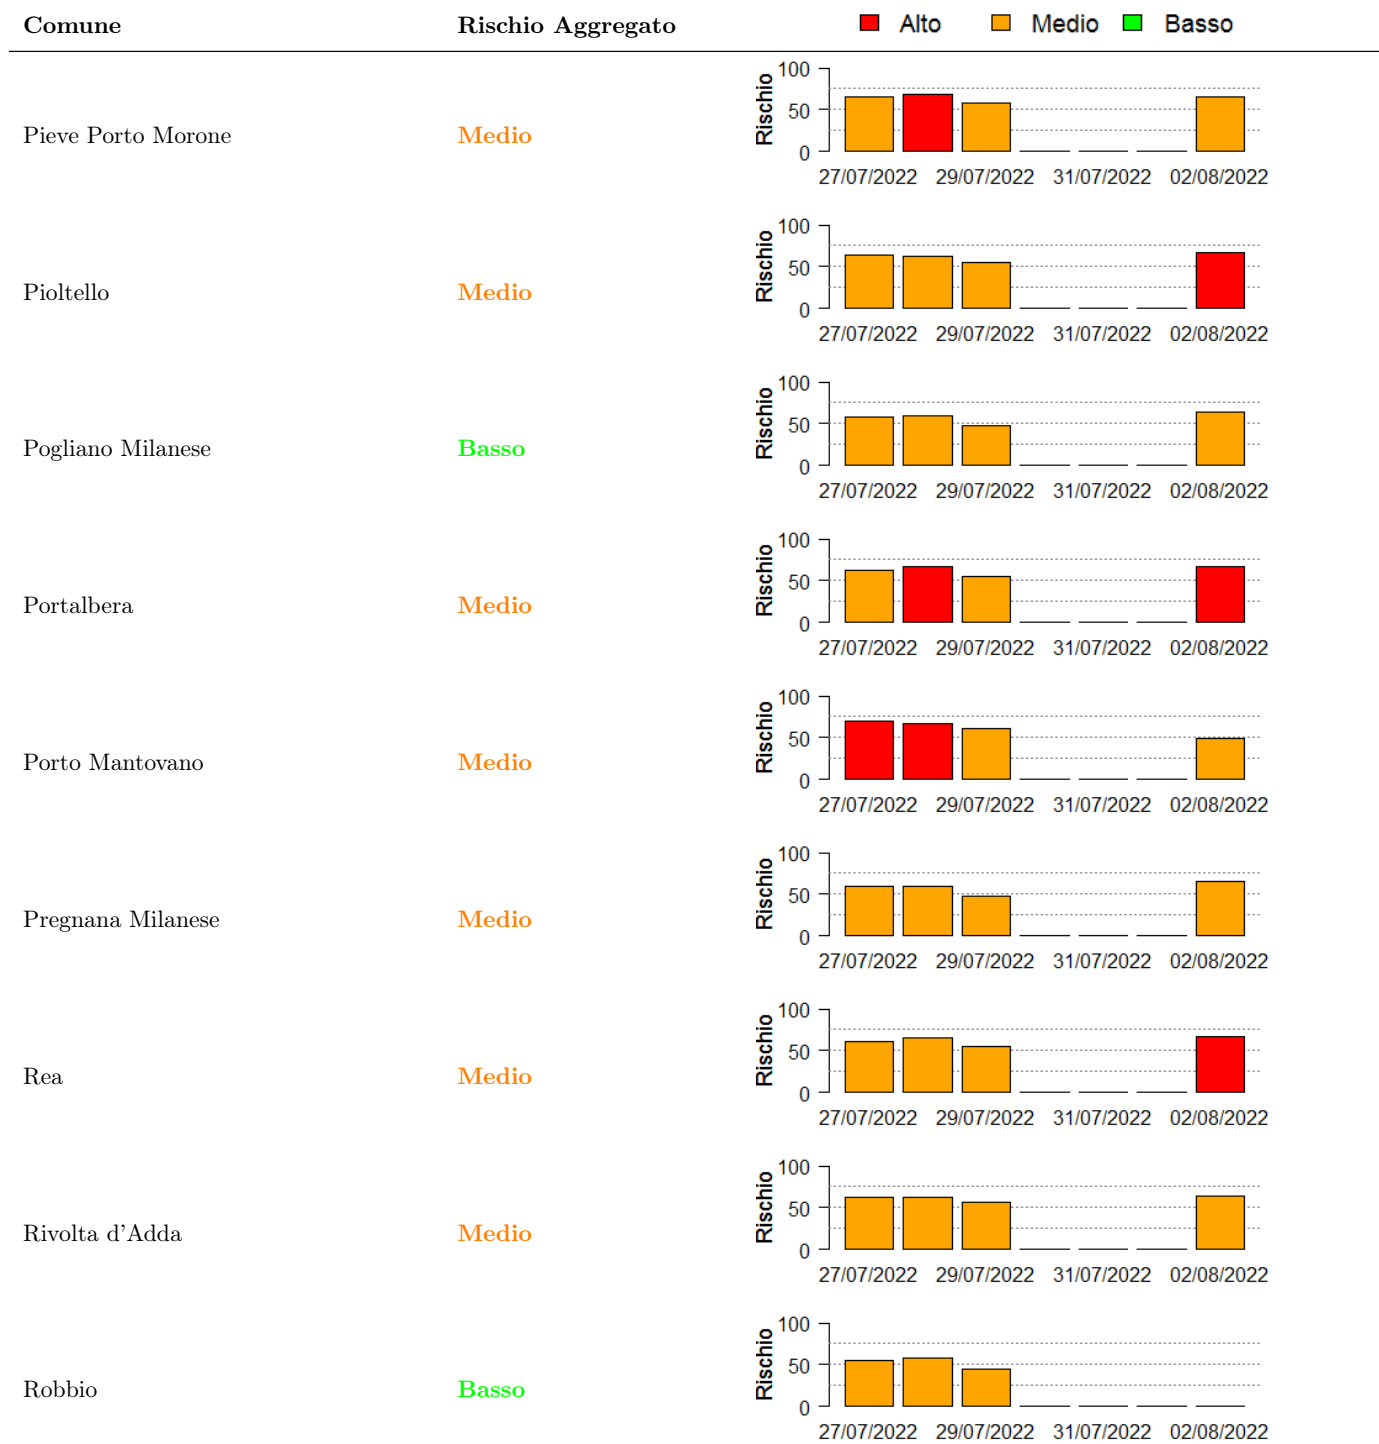 Comune Rischio Aggregato Alto Medio Basso
Pieve Porto Morone Medio
Rischio
100
50
0
27/07/2022 29/07/2022 31/07/2022 02/08/2022
Pioltello Medio
Rischio
100
50
0
27/07/2022 29/07/2022 31/07/2022 02/08/2022
Pogliano Milanese Basso
Rischio
100
50
0
27/07/2022 29/07/2022 31/07/2022 02/08/2022
Portalbera Medio
Rischio
100
50
0
27/07/2022 29/07/2022 31/07/2022 02/08/2022
Porto Mantovano Medio
Rischio
100
50
0
27/07/2022 29/07/2022 31/07/2022 02/08/2022
Pregnana Milanese Medio
Rischio
100
50
0
27/07/2022 29/07/2022 31/07/2022 02/08/2022
Rea Medio
Rischio
100
50
0
27/07/2022 29/07/2022 31/07/2022 02/08/2022
Rivolta d'Adda Medio
Rischio
100
50
0
27/07/2022 29/07/2022 31/07/2022 02/08/2022
Robbio Basso
Rischio
100
50
0
27/07/2022 29/07/2022 31/07/2022 02/08/2022